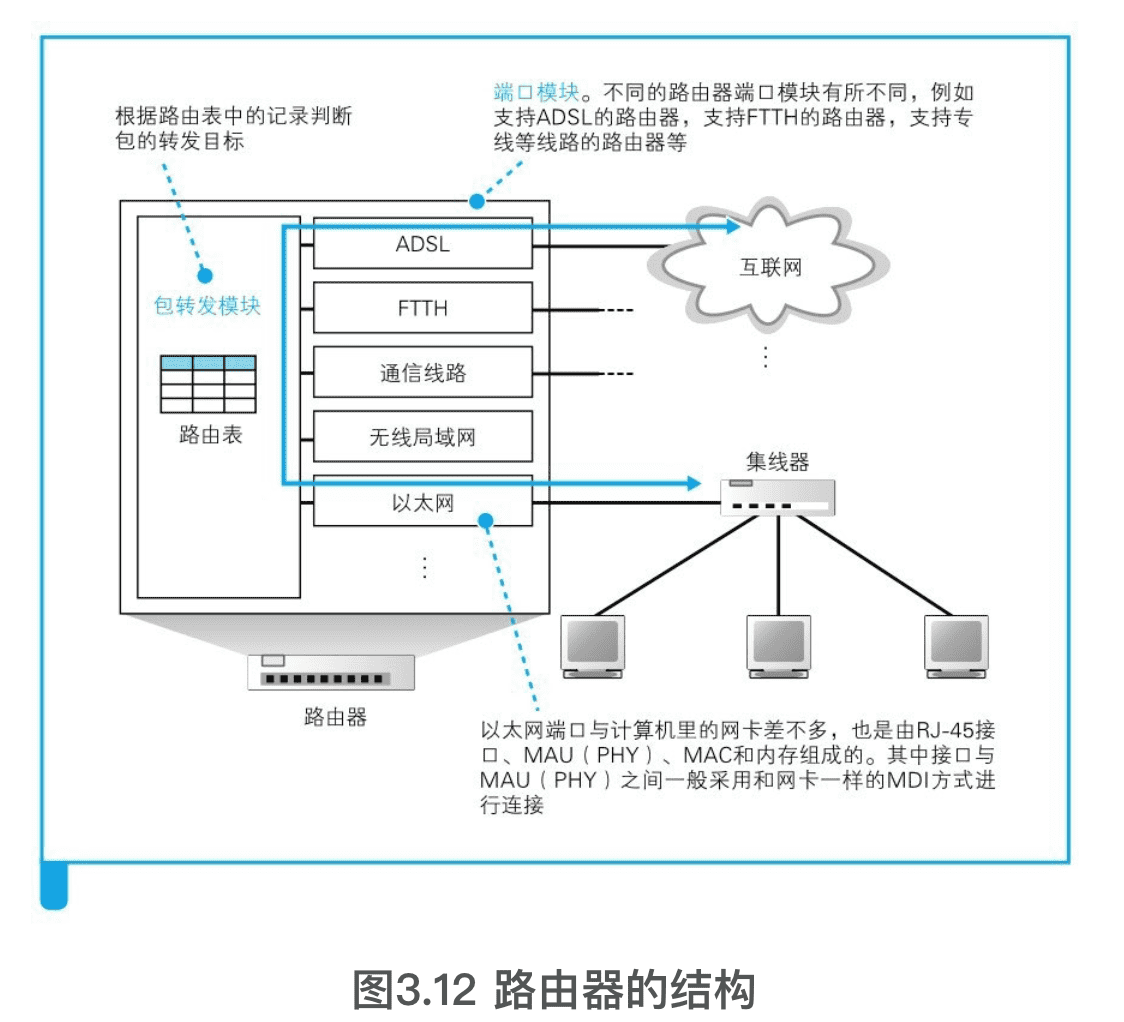 根据路由表中的记录判断
包的转发目标
端口模块。不同的路由器端口模块有所不同，例如
支持ADSL的路由器，支持FTTH的路由器，支持专
线等线路的路由器等
包转发模块
路由表
ADSL
FTTH
通信线路
无线局域网
以太网
互联网
集线器
路由器
以太网端口与计算机里的网卡差不多，也是由RJ-45接
口、MAU（PHY）、MAC和内存组成的。其中接口与
MAU（PHY）之间一般采用和网卡一样的MDI方式进
行连接
图3.12 路由器的结构